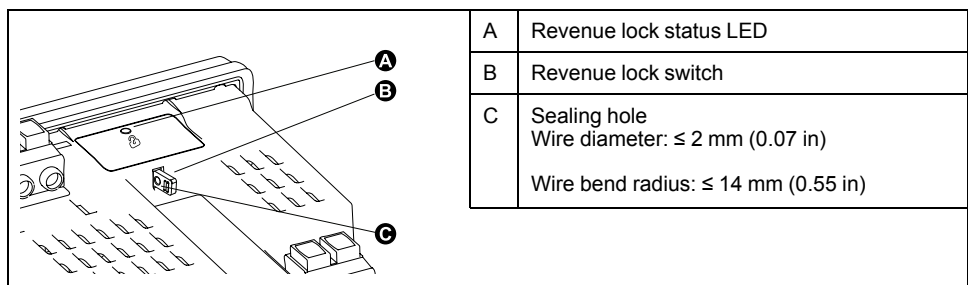 A
B
C
A Revenue lock status LED
B Revenue lock switch
C Sealing hole
Wire diameter: ≤ 2 mm (0.07 in)
Wire bend radius: ≤ 14 mm (0.55 in)